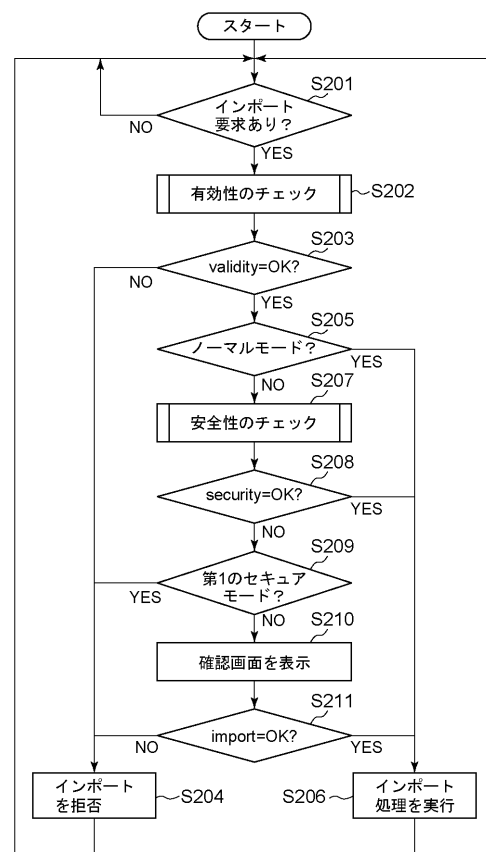 スタート
S201
インポート
要求あり？
NO
YES
有効性のチェック
S202
S203
validity=OK?
NO
YES
S205
ノーマルモード？
YES
NO
S207
安全性のチェック
S208
security=OK?
YES
NO
S209
第1のセキュア
モード？
YES
NO
S210
確認画面を表示
S211
import=OK?
NO
YES
インポート
を拒否
S204
S206
インポート
処理を実行